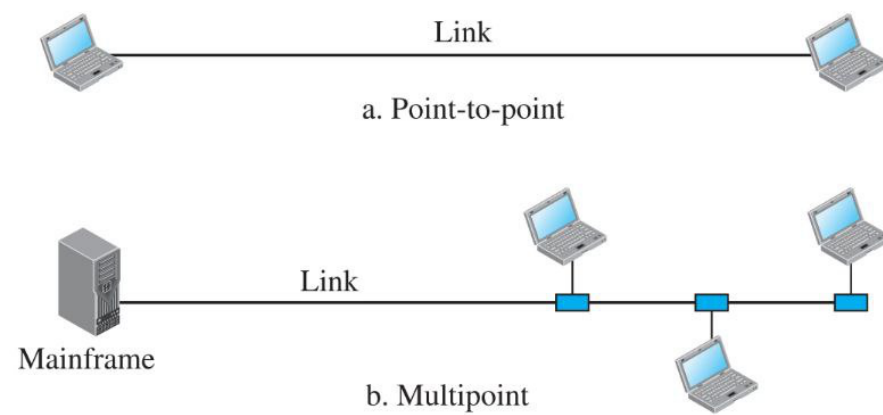 Link
a. Point-to-point
Link
Mainframe
b. Multipoint